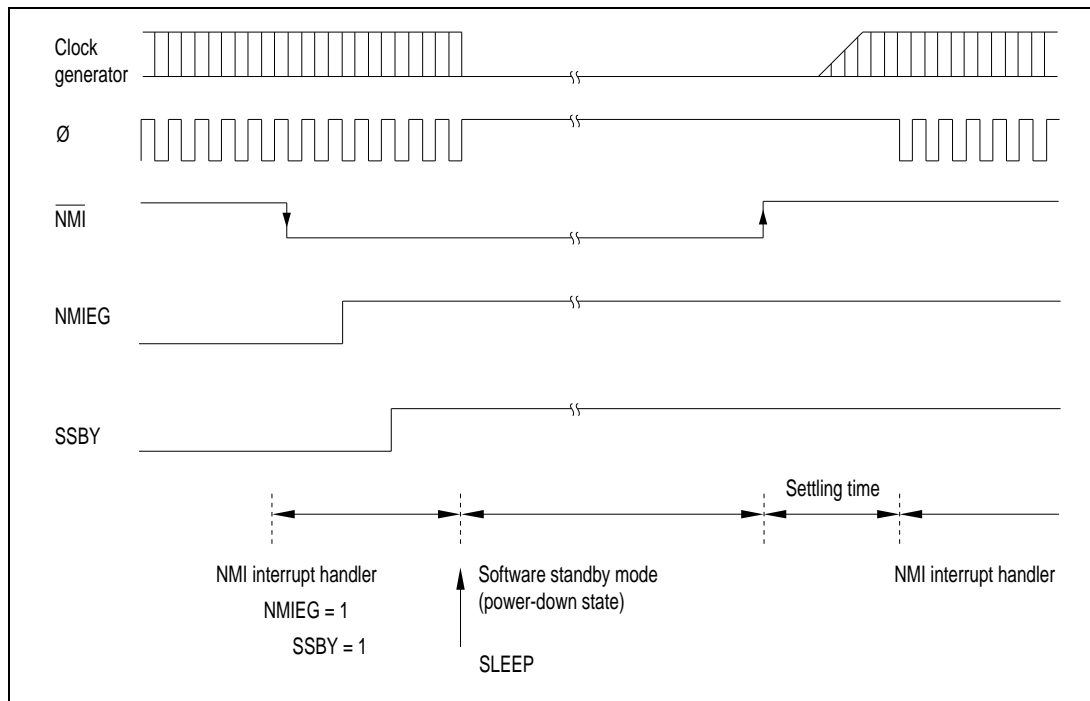 Clock
generator
Ø
NMI
NMIEG
SSBY
Settling time
NMI interrupt handler
NMIEG = 1
SSBY = 1
Software standby mode
(power-down state)
SLEEP
NMI interrupt handler